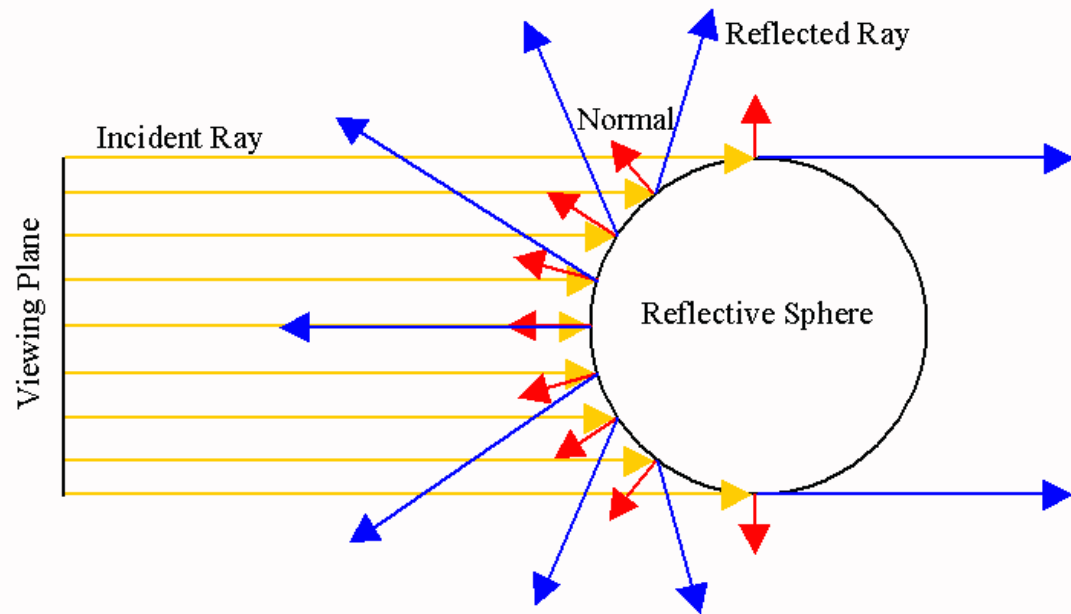 Reflected Ray
Normal
Incident Ray
Viewing Plane
Reflective Sphere